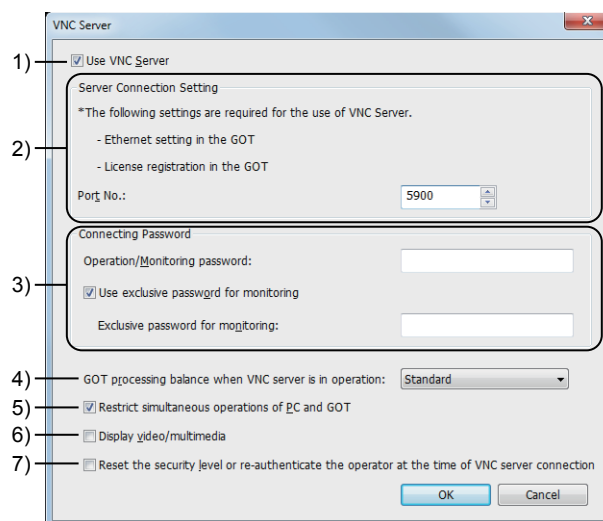 VNC Server
x
1) Use VNC Server
Server Connection Setting
*The following settings are required for the use of VNC Server.
2)
- Ethernet setting in the GOT
- License registration in the GOT
Port No.: 5900
Connecting Password
Operation/Monitoring password:
3) Use exclusive password for monitoring
Exclusive password for monitoring:
4) GOT processing balance when VNC server is in operation: Standard
5) Restrict simultaneous operations of PC and GOT
6) Display video/multimedia
7) Reset the security level or re-authenticate the operator at the time of VNC server connection
OK Cancel